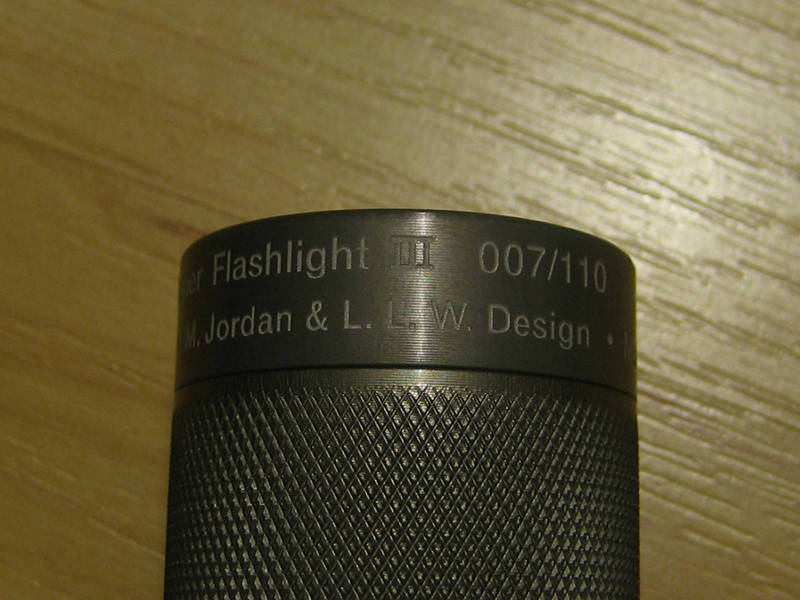 Flashlight III 007/110
M. Jordan & L. L. W. Design •